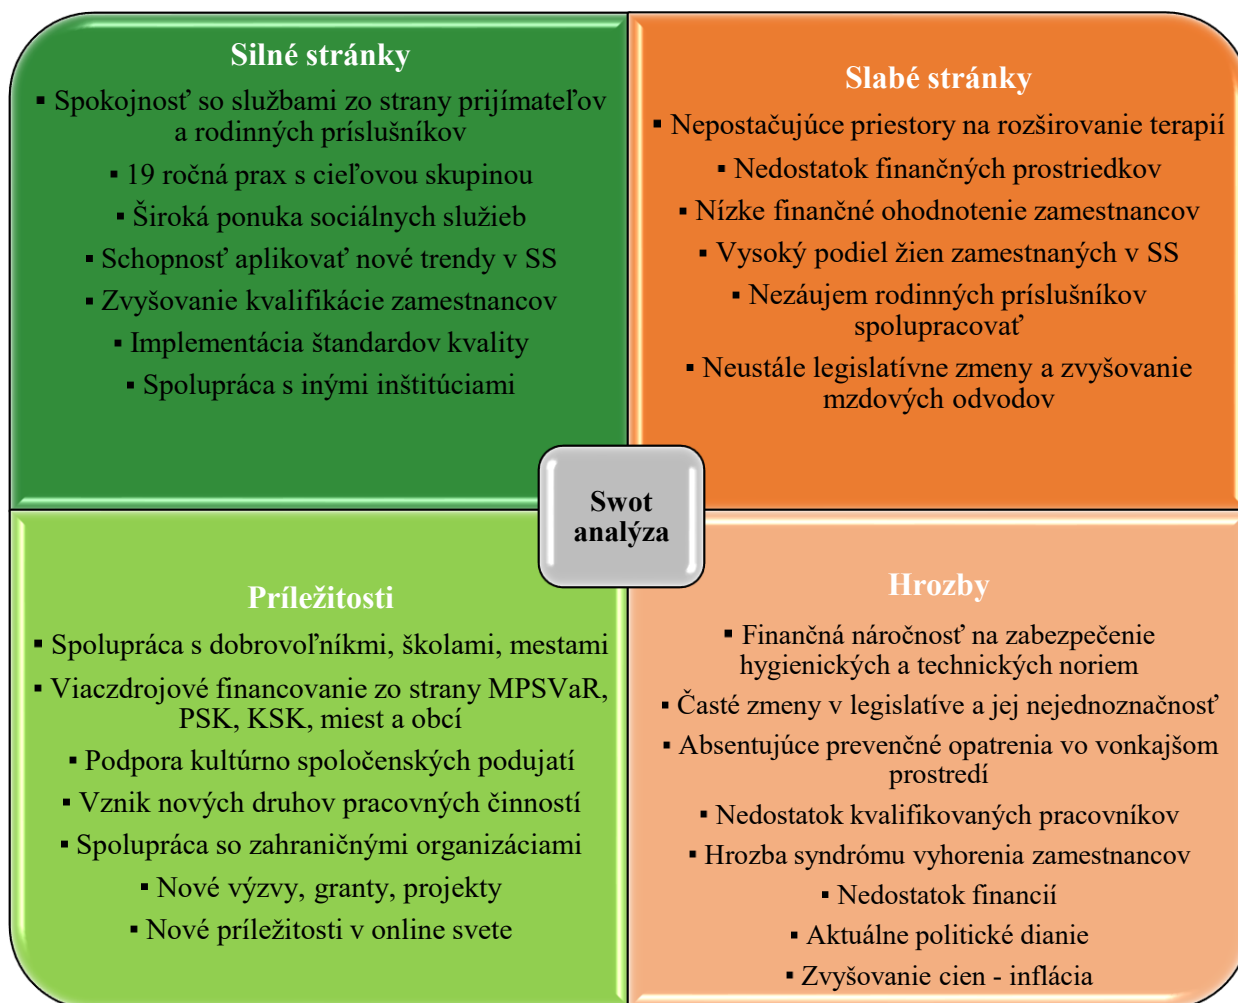 Silné stránky
▪ Spokojnosť so službami zo strany prijímateľov
a rodinných príslušníkov
▪ 19 ročná prax s cieľovou skupinou
▪ Široká ponuka sociálnych služieb
▪ Schopnosť aplikovať nové trendy v SS
▪ Zvyšovanie kvalifikácie zamestnancov
▪ Implementácia štandardov kvality
▪ Spolupráca s inými inštitúciami
Slabé stránky
▪ Nepostačujúce priestory na rozširovanie terapií
▪ Nedostatok finančných prostriedkov
▪ Nízke finančné ohodnotenie zamestnancov
▪ Vysoký podiel žien zamestnaných v SS
▪ Nezáujem rodinných príslušníkov
spolupracovať
▪ Neustále legislatívne zmeny a zvyšovanie
mzdových odvodov
Swot
analýza
Príležitosti
▪ Spolupráca s dobrovoľníkmi, školami, mestami
▪ Viaczdrojové financovanie zo strany MPSVaR,
PSK, KSK, miest a obcí
▪ Podpora kultúrno spoločenských podujatí
▪ Vznik nových druhov pracovných činností
▪ Spolupráca so zahraničnými organizáciami
▪ Nové výzvy, granty, projekty
▪ Nové príležitosti v online svete
Hrozby
▪ Finančná náročnosť na zabezpečenie
hygienických a technických noriem
▪ Časté zmeny v legislatíve a jej nejednoznačnosť
▪ Absentujúce prevenčné opatrenia vo vonkajšom
prostredí
▪ Nedostatok kvalifikovaných pracovníkov
▪ Hrozba syndrómu vyhorenia zamestnancov
▪ Nedostatok financií
▪ Aktuálne politické dianie
▪ Zvyšovanie cien - inflácia